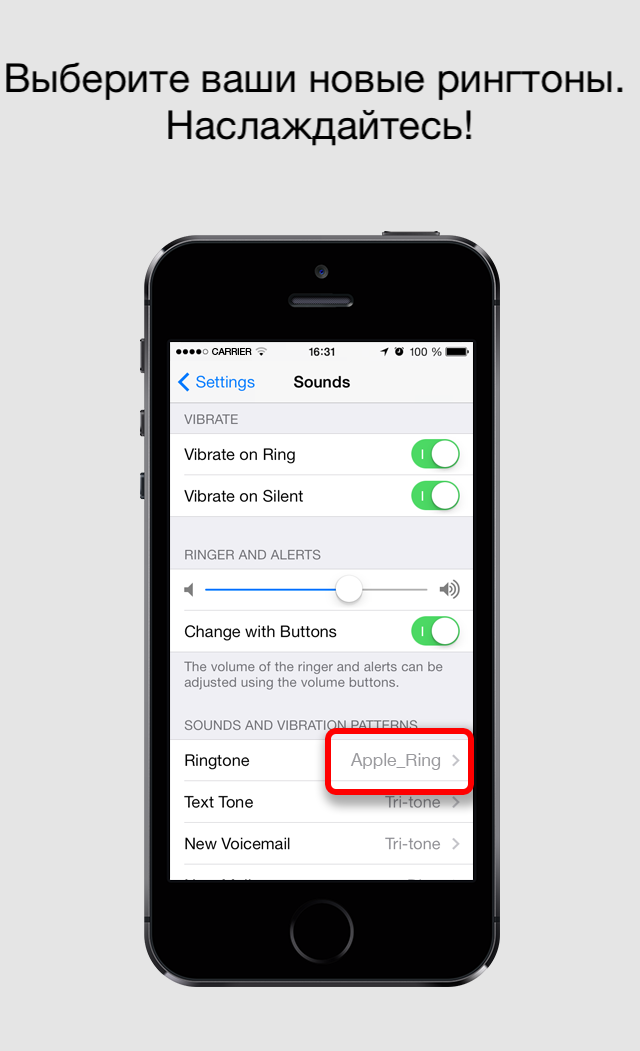 Выберите ваши новые рингтоны.
Наслаждайтесь!
CARRIER 16:31 100 %
Settings Sounds
VIBRATE
Vibrate on Ring
Vibrate on Silent
RINGER AND ALERTS
Change with Buttons
The volume of the ringer and alerts can be
adjusted using the volume buttons.
SOUNDS AND VIBRATION PATTERNS
Ringtone Apple_Ring
Text Tone Tri-tone
New Voicemail Tri-tone